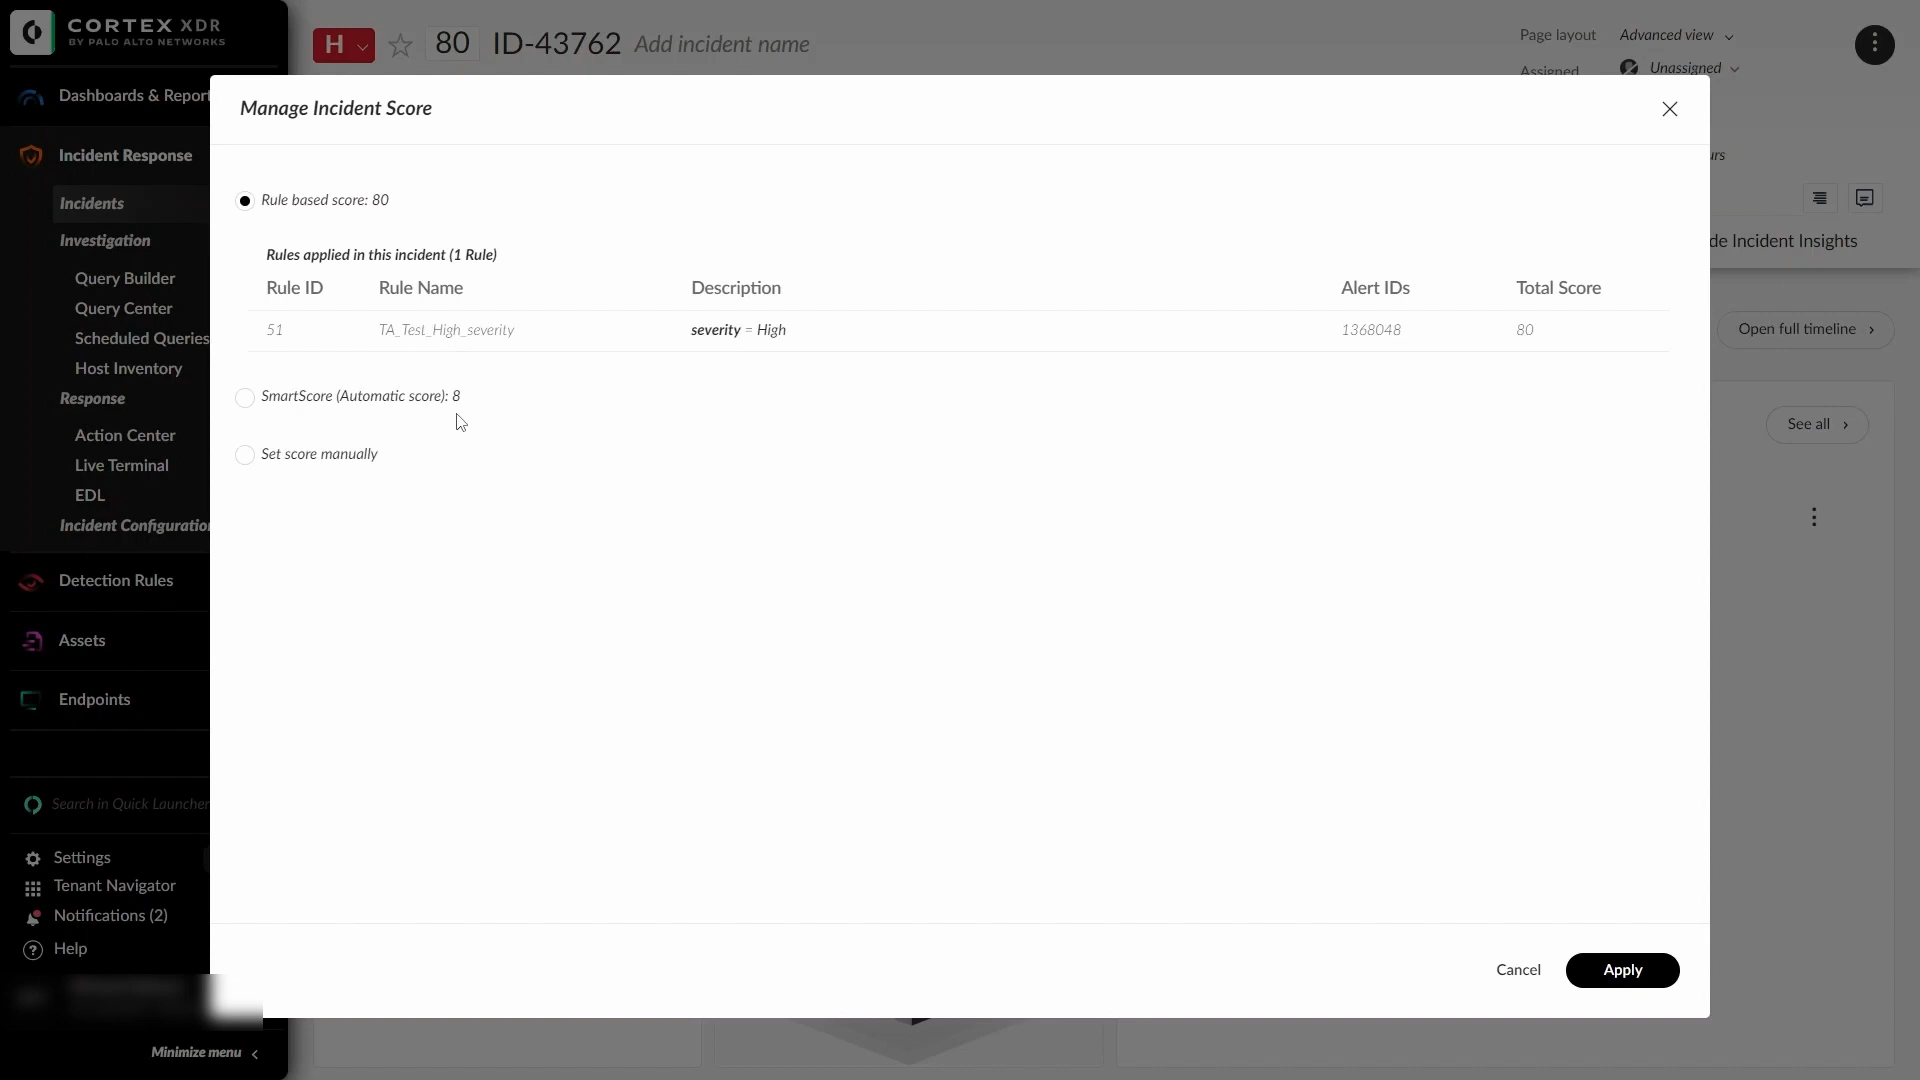 CORTEX XDR
BY PALO ALTO NETWORKS
Dashboards & Report
Incident Response
Incidents
Investigation
Query Builder
Query Center
Scheduled Queries
Host Inventory
Response
Action Center
Live Terminal
EDL
Incident Configuratio
Detection Rules
Assets
Endpoints
Search in Quick Launcher
Settings
Tenant Navigator
Notifications (2)
Help
Minimize menu
H 80 ID-43762 Add incident name
Page layout Advanced view
Assigned Unassigned
Manage Incident Score
Rule based score: 80
Rules applied in this incident (1 Rule)
Rule ID Rule Name Description Alert IDs Total Score
51 TA_Test_High_severity severity = High 1368048 80
SmartScore (Automatic score): 8
Set score manually
Cancel Apply
urs
de Incident Insights
Open full timeline
See all